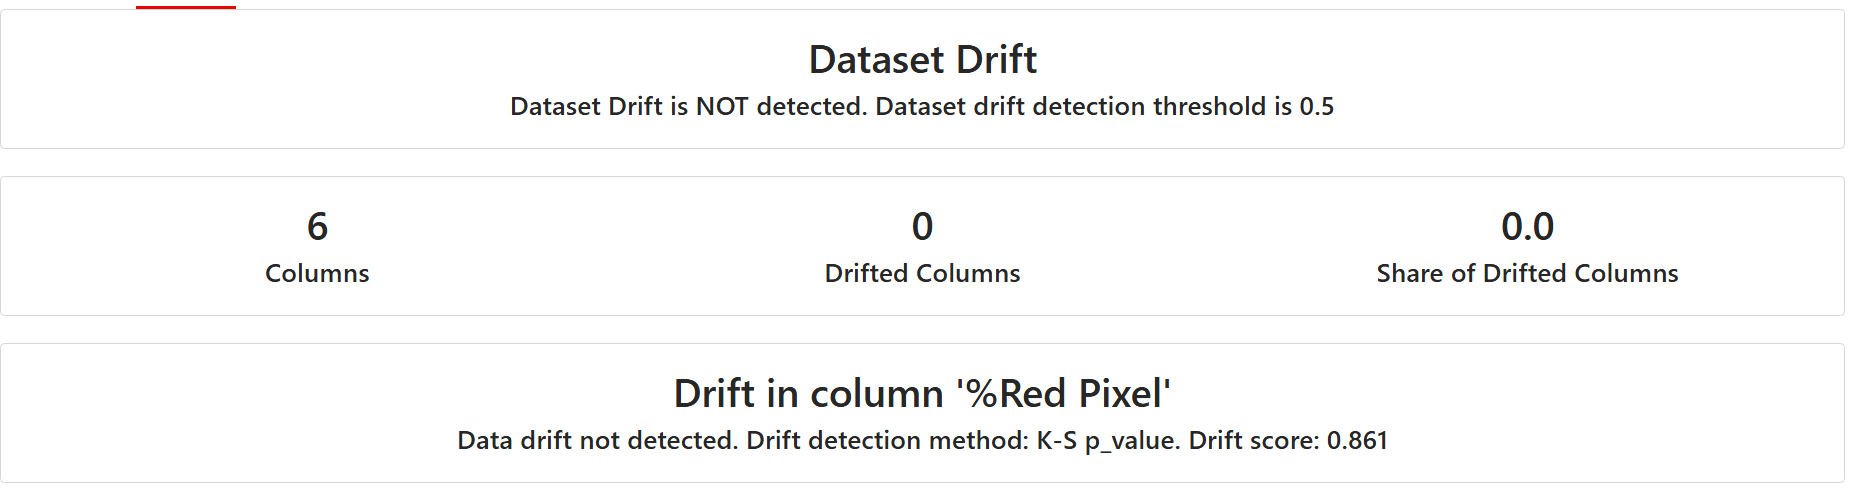 Dataset Drift
Dataset Drift is NOT detected. Dataset drift detection threshold is 0.5
6
Columns
0
Drifted Columns
0.0
Share of Drifted Columns
Drift in column '%Red Pixel'
Data drift not detected. Drift detection method: K-S p_value. Drift score: 0.861